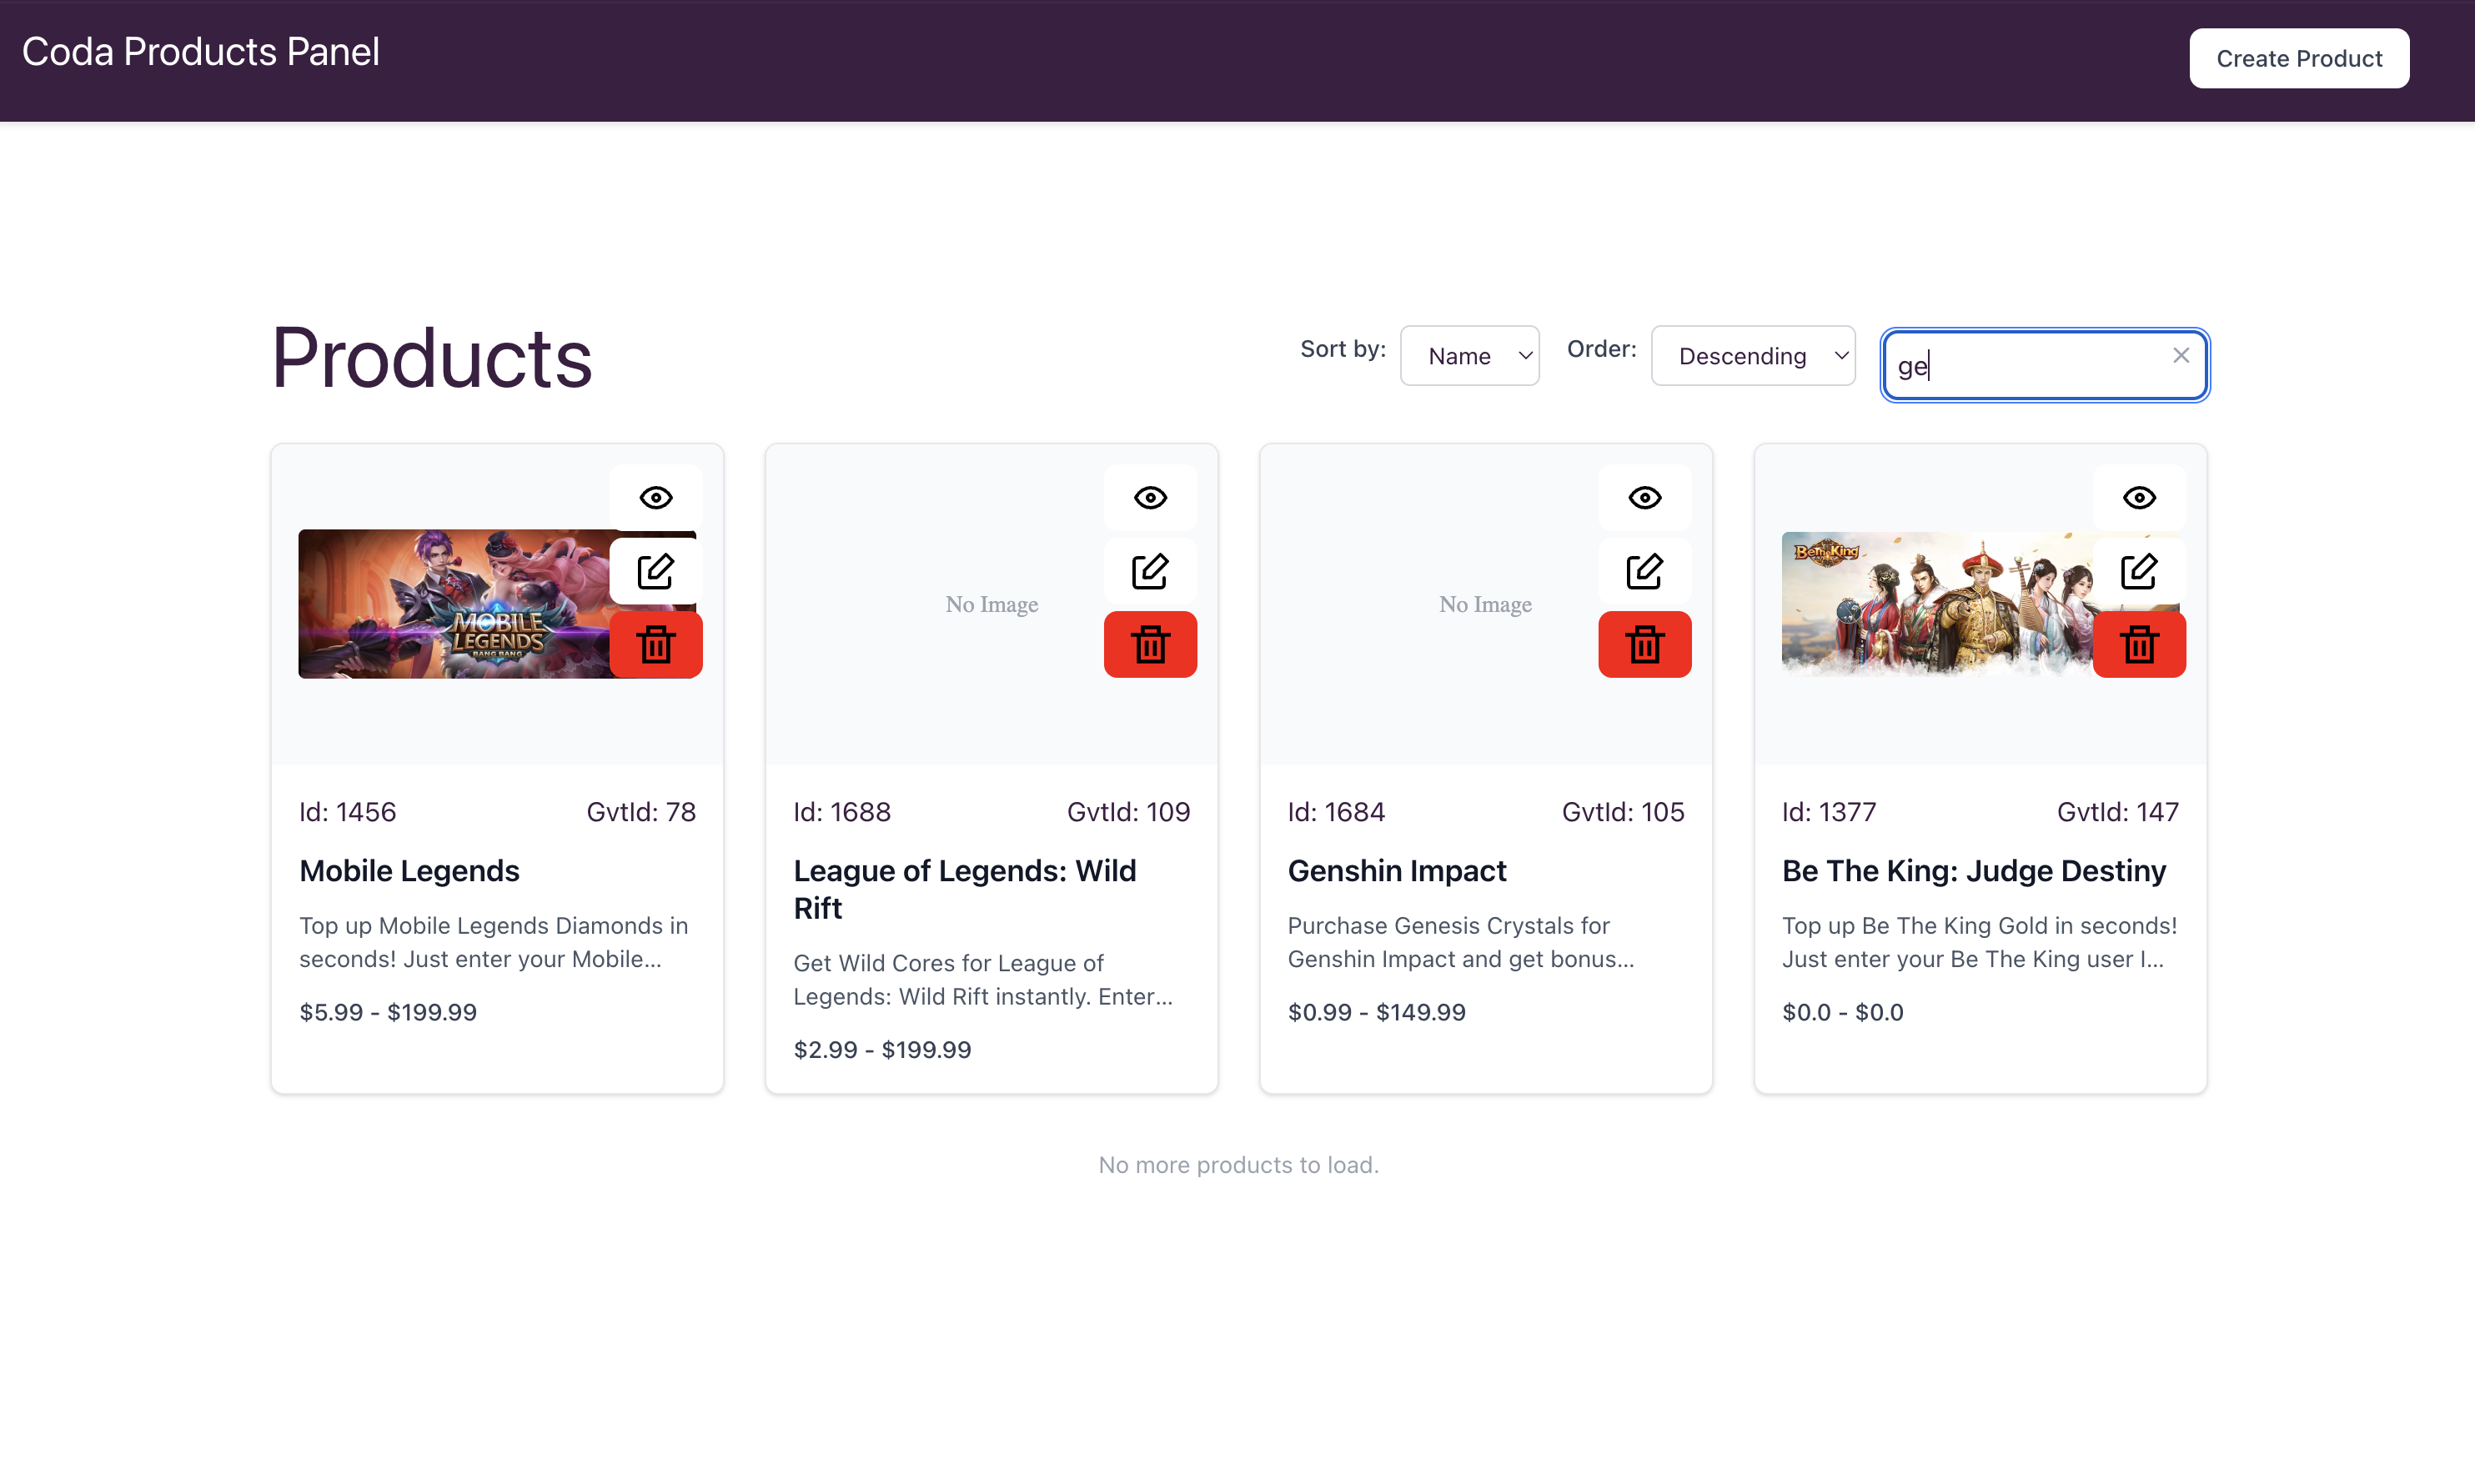 Coda Products Panel
Create Product
Products
Sort by:
Name
Order:
Descending
ge
MOBILE
LEGENDS
BANG BANG
Id: 1456
GvtId: 78
Mobile Legends
Top up Mobile Legends Diamonds in
seconds! Just enter your Mobile...
$5.99 - $199.99
No Image
Id: 1688
GvtId: 109
League of Legends: Wild
Rift
Get Wild Cores for League of
Legends: Wild Rift instantly. Enter...
$2.99 - $199.99
No Image
Id: 1684
GvtId: 105
Genshin Impact
Purchase Genesis Crystals for
Genshin Impact and get bonus...
$0.99 - $149.99
Be The King
Id: 1377
GvtId: 147
Be The King: Judge Destiny
Top up Be The King Gold in seconds!
Just enter your Be The King user I...
$0.0 - $0.0
No more products to load.